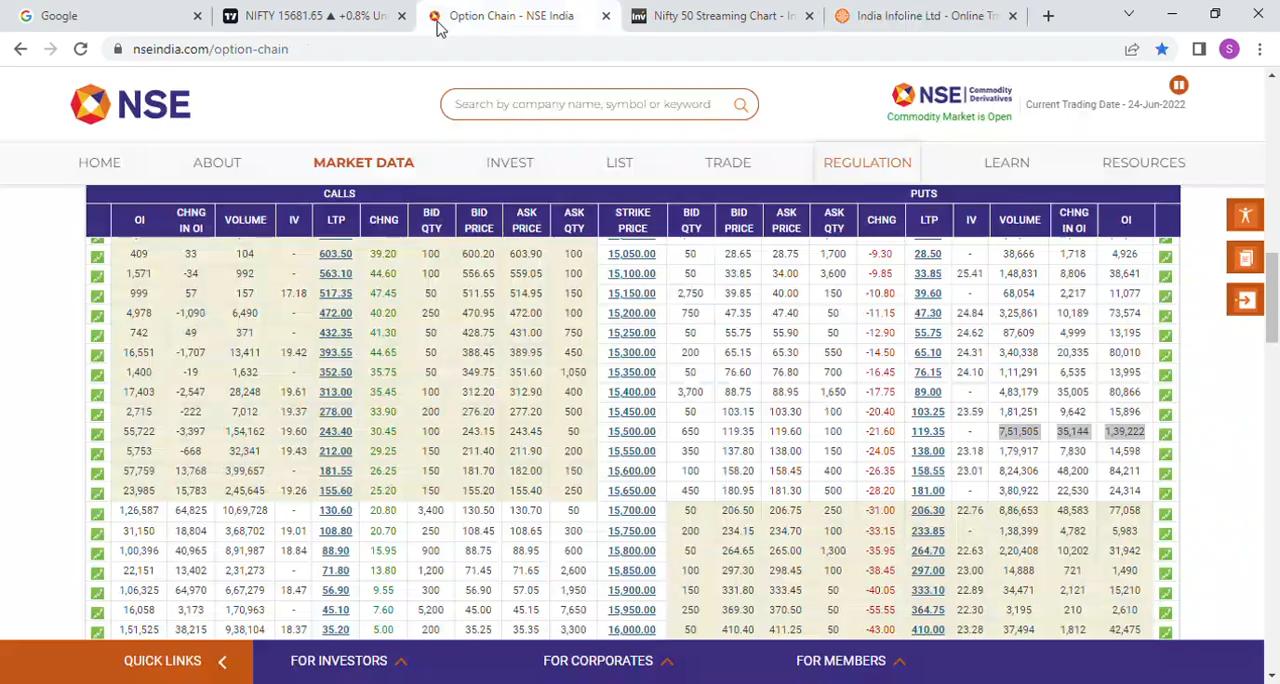 Google
NIFTY 15681.65 ▲ +0.8% Un
Option Chain - NSE India
Nifty 50 Streaming Chart - In
India Infoline Ltd - Online Tr
nseindia.com/option-chain
S
NSE
Search by company name, symbol or keyword
NSE Commodity Derivatives
Commodity Market is Open
Current Trading Date - 24-Jun-2022
HOME ABOUT MARKET DATA INVEST LIST TRADE REGULATION LEARN RESOURCES
CALLS PUTS
OI CHNG IN OI VOLUME IV LTP CHNG BID QTY BID PRICE ASK PRICE ASK QTY STRIKE PRICE BID QTY BID PRICE ASK PRICE ASK QTY CHNG LTP IV VOLUME CHNG IN OI OI
409 33 104 - 603.50 39.20 100 600.20 603.90 100 15,050.00 50 28.65 28.75 1,700 -9.30 28.50 - 38,666 1,718 4,926
1,571 -34 992 - 563.10 44.60 100 556.65 559.05 100 15,100.00 50 33.85 34.00 3,600 -9.85 33.85 25.41 1,48,831 8,806 38,641
999 57 157 17.18 517.35 47.45 50 511.55 514.95 150 15,150.00 2,750 39.85 40.00 150 -10.80 39.60 - 68,054 2,217 11,077
4,978 -1,090 6,490 - 472.00 40.20 250 470.95 472.00 100 15,200.00 750 47.35 47.40 50 -11.15 47.30 24.84 3,25,861 10,189 73,574
742 49 371 - 432.35 41.30 50 428.75 431.00 750 15,250.00 50 55.75 55.90 50 -12.90 55.75 24.62 87,609 4,999 13,195
16,551 -1,707 13,411 19.42 393.55 44.65 50 388.45 389.95 450 15,300.00 200 65.15 65.30 550 -14.50 65.10 24.31 3,40,338 20,335 80,010
1,400 -19 1,632 - 352.50 35.75 50 349.75 351.60 1,050 15,350.00 50 76.60 76.80 700 -16.45 76.15 24.10 1,11,291 6,535 13,995
17,403 -2,547 28,248 19.61 313.00 35.45 100 312.20 312.90 400 15,400.00 3,700 88.75 88.95 1,650 -17.75 89.00 - 4,83,179 35,005 80,866
2,715 -222 7,012 19.37 278.00 33.90 200 276.20 277.20 500 15,450.00 50 103.15 103.30 100 -20.40 103.25 23.59 1,81,251 9,642 15,896
55,722 -3,397 1,54,162 19.60 243.40 30.45 100 243.15 243.45 50 15,500.00 650 119.35 119.60 100 -21.60 119.35 - 7,51,505 35,144 1,39,222
5,753 -668 32,341 19.43 212.00 29.25 150 211.40 211.90 200 15,550.00 350 137.80 138.00 150 -24.05 138.00 23.18 1,79,917 7,830 14,598
57,759 13,768 3,99,657 - 181.55 26.25 150 181.70 182.00 150 15,600.00 100 158.20 158.45 400 -26.35 158.55 23.01 8,24,306 48,200 84,211
23,985 15,783 2,45,645 19.26 155.60 25.20 150 155.20 155.40 250 15,650.00 450 180.95 181.30 500 -28.20 181.00 - 3,80,922 22,530 24,314
1,26,587 64,825 10,69,728 - 130.60 20.80 3,400 130.50 130.70 50 15,700.00 50 206.50 206.75 250 -31.00 206.30 22.76 8,86,653 48,583 77,058
31,150 18,804 3,68,702 19.01 108.80 20.70 250 108.45 108.65 300 15,750.00 200 234.15 234.70 100 -33.15 233.85 - 1,38,399 4,782 5,983
1,00,396 40,965 8,91,987 18.84 88.90 15.95 900 88.75 88.95 600 15,800.00 50 264.65 265.00 1,300 -35.95 264.70 22.63 2,20,408 10,202 31,942
22,151 13,402 2,31,273 - 71.80 13.80 1,200 71.45 71.65 2,600 15,850.00 100 297.30 298.45 100 -38.45 297.00 23.00 14,888 721 1,490
1,06,325 64,970 6,67,279 18.47 56.90 9.55 300 56.90 57.05 1,950 15,900.00 150 331.80 333.45 50 -40.05 333.10 22.89 34,471 2,121 15,210
16,058 3,173 1,70,963 - 45.10 7.60 5,200 45.00 45.15 7,650 15,950.00 250 369.30 370.50 50 -55.55 364.75 22.30 3,195 210 2,610
1,51,525 38,215 9,38,104 18.37 35.20 5.00 200 35.25 35.35 3,300 16,000.00 50 410.40 411.25 50 -43.00 410.00 23.28 37,494 1,812 42,475
QUICK LINKS FOR INVESTORS FOR CORPORATES FOR MEMBERS